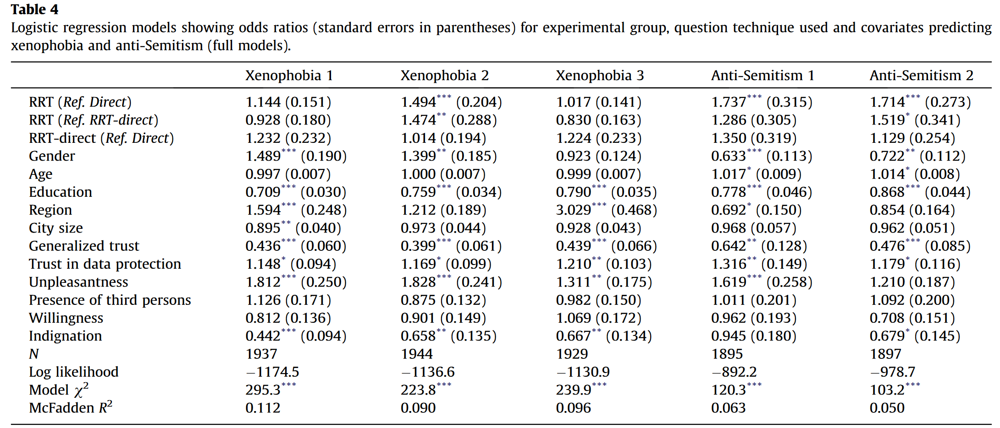 Table 4
Logistic regression models showing odds ratios (standard errors in parentheses) for experimental group, question technique used and covariates predicting
xenophobia and anti-Semitism (full models).
Xenophobia 1 Xenophobia 2 Xenophobia 3 Anti-Semitism 1 Anti-Semitism 2
RRT (Ref. Direct) 1.144 (0.151) 1.494*** (0.204) 1.017 (0.141) 1.737*** (0.315) 1.714*** (0.273)
RRT (Ref. RRT-direct) 0.928 (0.180) 1.474** (0.288) 0.830 (0.163) 1.286 (0.305) 1.519* (0.341)
RRT-direct (Ref. Direct) 1.232 (0.232) 1.014 (0.194) 1.224 (0.233) 1.350 (0.319) 1.129 (0.254)
Gender 1.489*** (0.190) 1.399** (0.185) 0.923 (0.124) 0.633*** (0.113) 0.722** (0.112)
Age 0.997 (0.007) 1.000 (0.007) 0.999 (0.007) 1.017* (0.009) 1.014* (0.008)
Education 0.709*** (0.030) 0.759*** (0.034) 0.790*** (0.035) 0.778*** (0.046) 0.868*** (0.044)
Region 1.594*** (0.248) 1.212 (0.189) 3.029*** (0.468) 0.692* (0.150) 0.854 (0.164)
City size 0.895** (0.040) 0.973 (0.044) 0.928 (0.043) 0.968 (0.057) 0.962 (0.051)
Generalized trust 0.436*** (0.060) 0.399*** (0.061) 0.439*** (0.066) 0.642** (0.128) 0.476*** (0.085)
Trust in data protection 1.148* (0.094) 1.169* (0.099) 1.210** (0.103) 1.316** (0.149) 1.179* (0.116)
Unpleasantness 1.812*** (0.250) 1.828*** (0.241) 1.311** (0.175) 1.619*** (0.258) 1.210 (0.187)
Presence of third persons 1.126 (0.171) 0.875 (0.132) 0.982 (0.150) 1.011 (0.201) 1.092 (0.200)
Willingness 0.812 (0.136) 0.901 (0.149) 1.069 (0.172) 0.962 (0.193) 0.708 (0.151)
Indignation 0.442*** (0.094) 0.658** (0.135) 0.667** (0.134) 0.945 (0.180) 0.679* (0.145)
N 1937 1944 1929 1895 1897
Log likelihood −1174.5 −1136.6 −1130.9 −892.2 −978.7
Model χ² 295.3*** 223.8*** 239.9*** 120.3*** 103.2***
McFadden R² 0.112 0.090 0.096 0.063 0.050